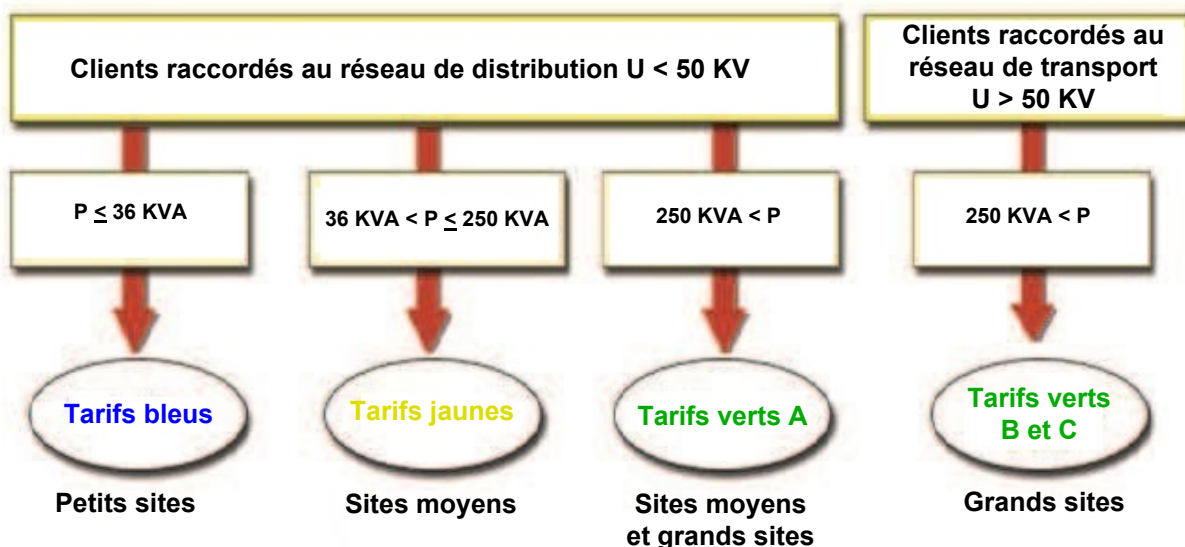 Clients raccordés au réseau de distribution U < 50 KV
Clients raccordés au
réseau de transport
U > 50 KV
P ≤ 36 KVA
36 KVA < P ≤ 250 KVA
250 KVA < P
250 KVA < P
Tarifs bleus
Tarifs jaunes
Tarifs verts A
Tarifs verts
B et C
Petits sites
Sites moyens
Sites moyens
et grands sites
Grands sites